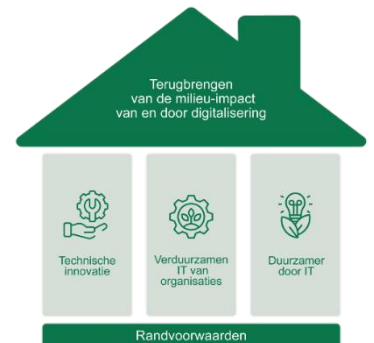 Terugbrengen
van de milieu-impact
van en door digitalisering
Technische
innovatie
Verduurzamen
IT van
organisaties
Duurzamer
door IT
Randvoorwaarden